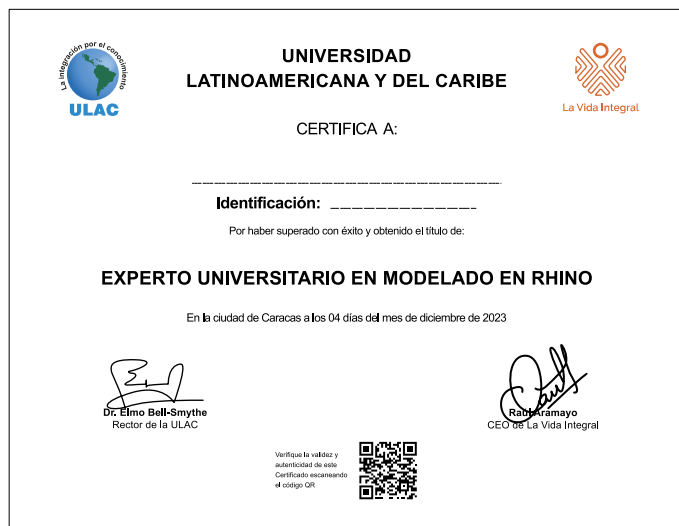 La integración por el conocimiento
ULAC
UNIVERSIDAD
LATINOAMERICANA Y DEL CARIBE
La Vida Integral
CERTIFICA A:
Identificación:
Por haber superado con éxito y obtenido el título de:
EXPERTO UNIVERSITARIO EN MODELADO EN RHINO
En la ciudad de Caracas a los 04 días del mes de diciembre de 2023
Dr. Elmo Bell-Smythe
Rector de la ULAC
Raúl Aramayo
CEO de La Vida Integral
Verifique la validez y
autenticidad de este
Certificado escaneando
el código QR